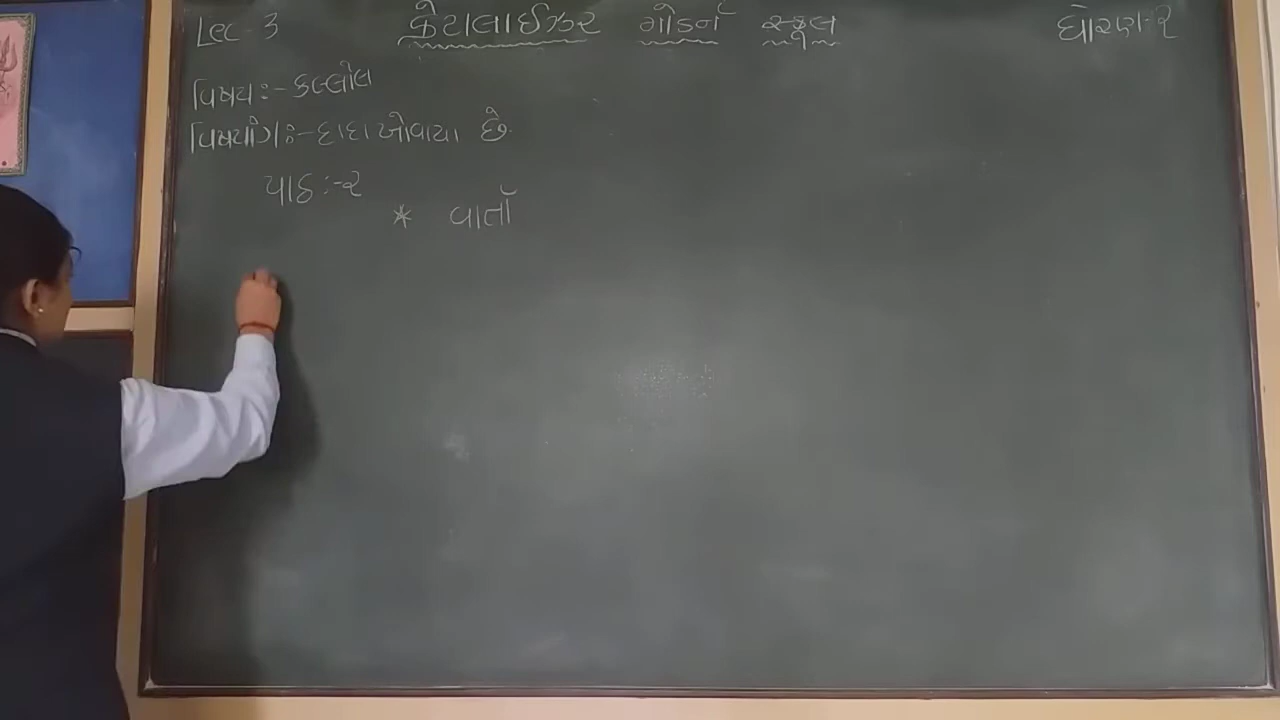 Lec-3 કેટાલાઈઝર મોડર્ન સ્કૂલ ધોરણ-૨
વિષય:-કલ્લોલ
વિષયાંગ:-દાદા ખોવાયા છે.
પાઠ:-૨
* વાર્તા